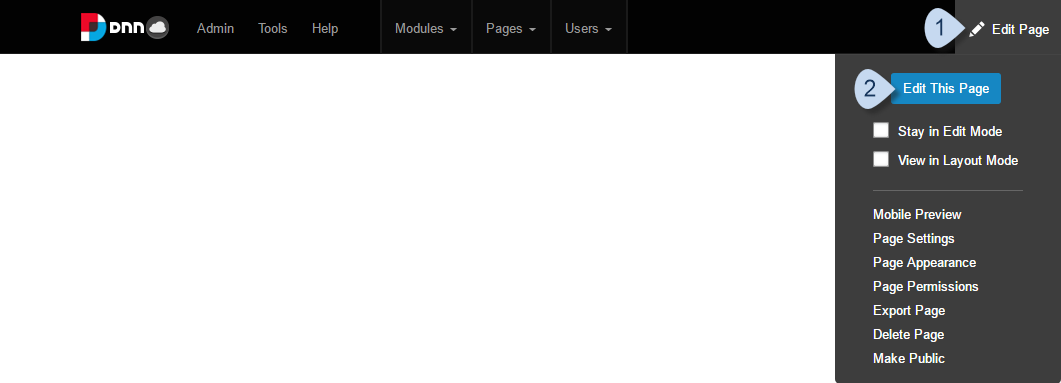 DNN Admin Tools Help Modules Pages Users 1 Edit Page
2 Edit This Page
Stay in Edit Mode
View in Layout Mode
Mobile Preview
Page Settings
Page Appearance
Page Permissions
Export Page
Delete Page
Make Public